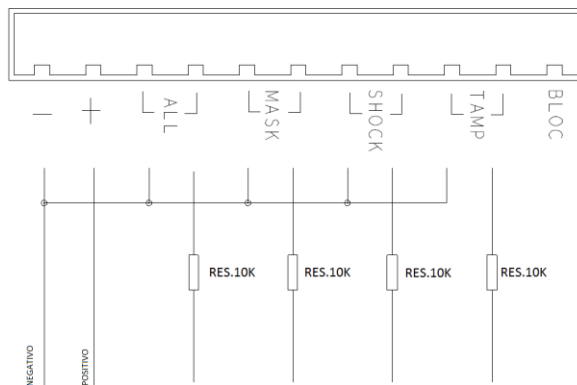 −
+
ALL
MASK
SHOCK
TAMP
BLOC
RES.10K
RES.10K
RES.10K
RES.10K
NEGATIVO
POSITIVO